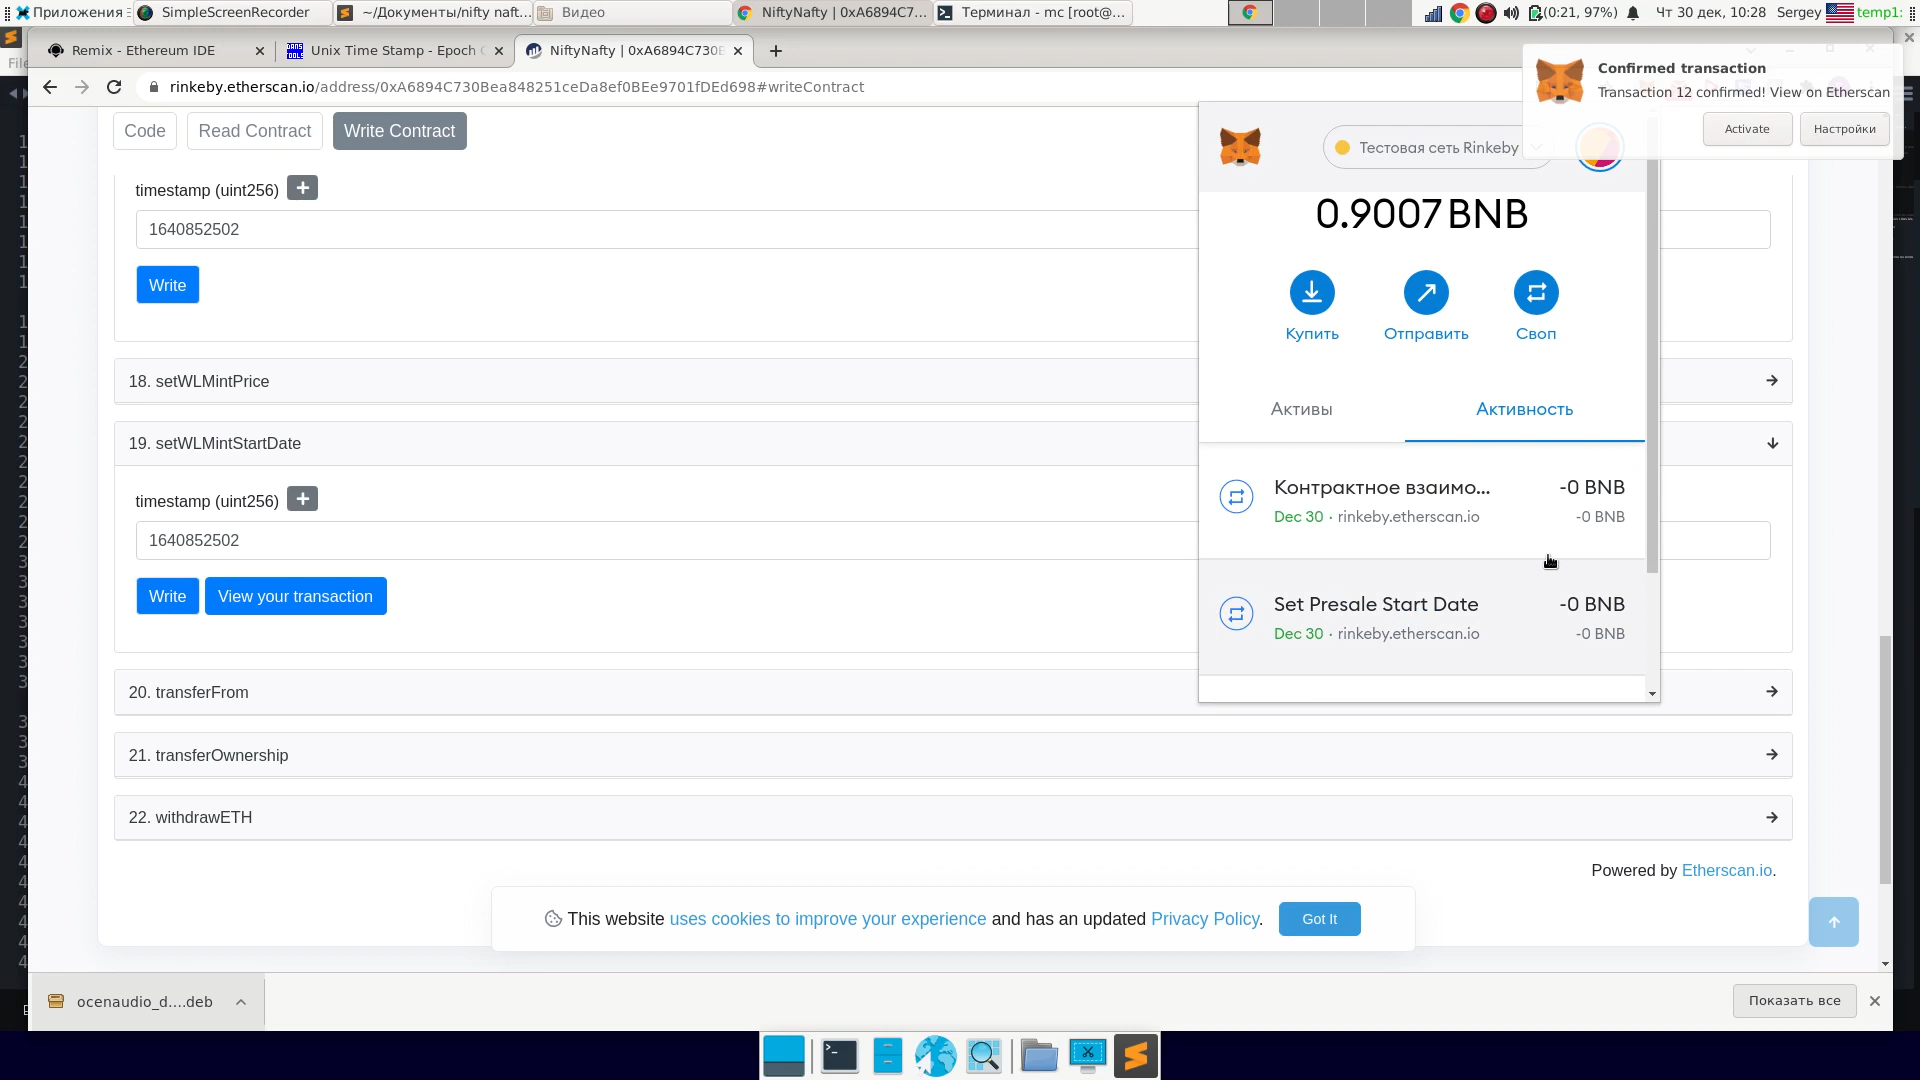 Приложения
SimpleScreenRecorder
~/Документы/nifty naft...
Видео
NiftyNafty | 0xA6894C7...
Терминал - mc [root@...
(0:21, 97%)
Чт 30 дек, 10:28
Sergey
temp1:
Remix - Ethereum IDE
Unix Time Stamp - Epoch
NiftyNafty | 0xA6894C730B
rinkeby.etherscan.io/address/0xA6894C730Bea848251ceDa8ef0BEe9701fDEd698#writeContract
Confirmed transaction
Transaction 12 confirmed! View on Etherscan
Activate
Настройки
Code
Read Contract
Write Contract
timestamp (uint256)
1640852502
Write
18. setWLMintPrice
19. setWLMintStartDate
timestamp (uint256)
1640852502
Write
View your transaction
20. transferFrom
21. transferOwnership
22. withdrawETH
Тестовая сеть Rinkeby
0.9007 BNB
Купить
Отправить
Своп
Активы
Активность
Контрактное взаимо...
-0 BNB
Dec 30 · rinkeby.etherscan.io
-0 BNB
Set Presale Start Date
-0 BNB
Dec 30 · rinkeby.etherscan.io
-0 BNB
Powered by Etherscan.io.
This website uses cookies to improve your experience and has an updated Privacy Policy.
Got It
ocenaudio_d....deb
Показать все